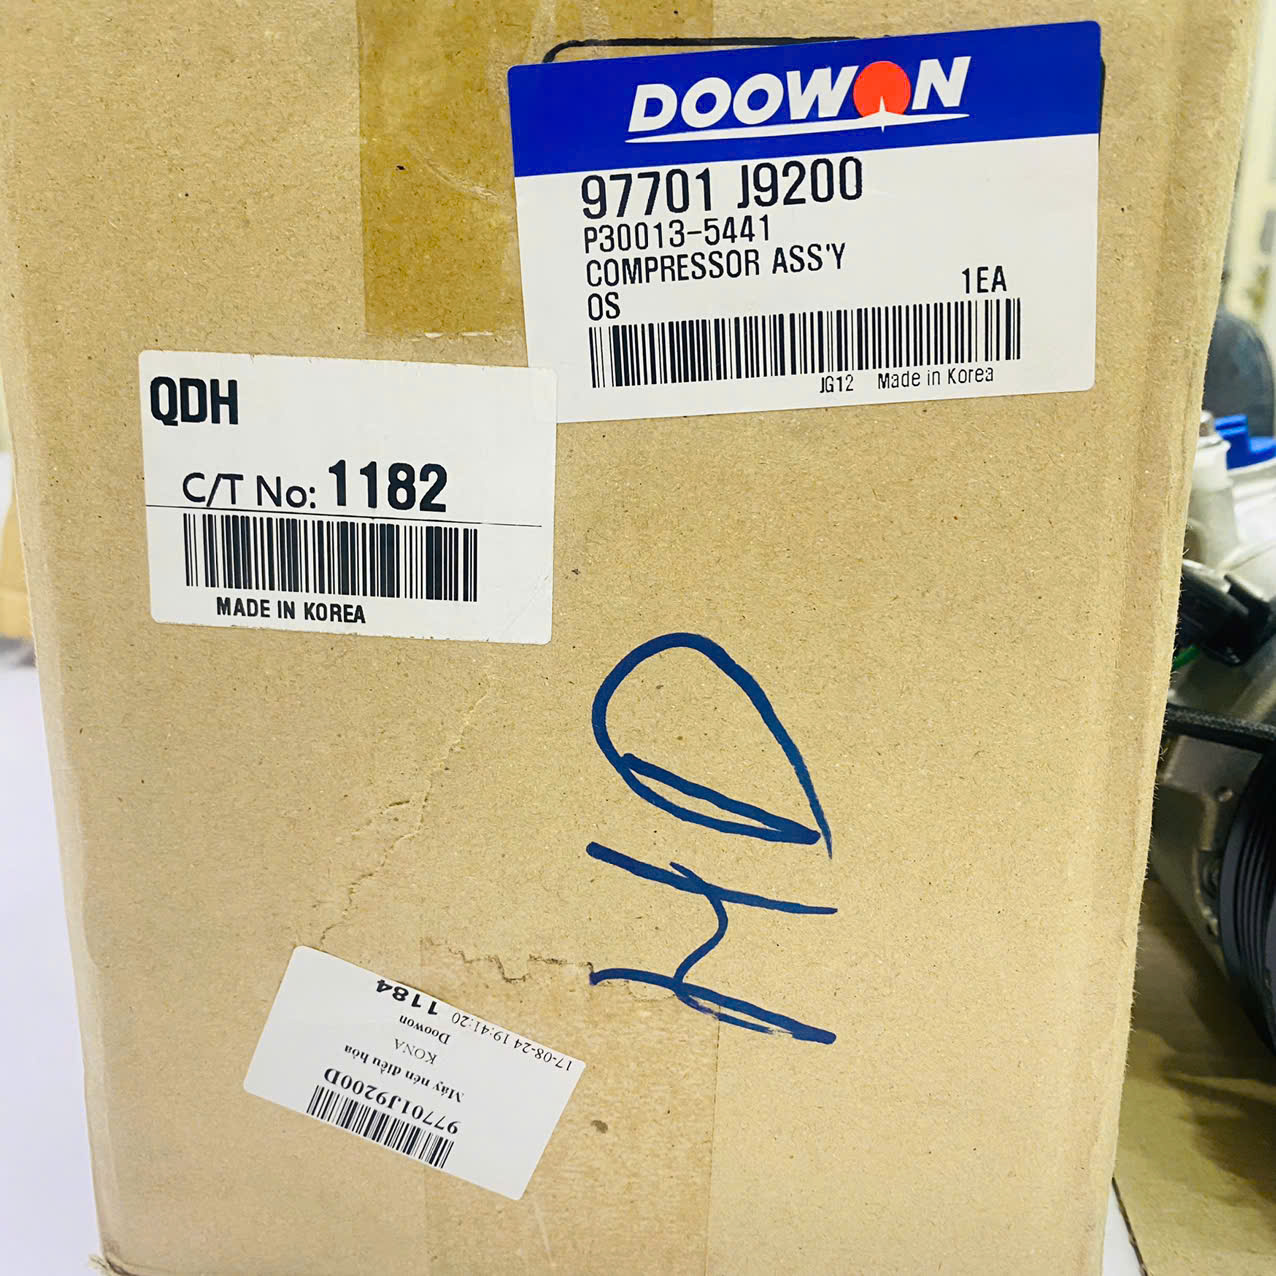 DOOWON
97701 J9200
P30013-5441
COMPRESSOR ASS'Y
OS 1EA
JG12 Made in Korea
QDH
C/T No: 1182
MADE IN KOREA
97701J9200D
Máy nén điều hòa
KONA
Doowon
17-08-24 19:41:20 1184